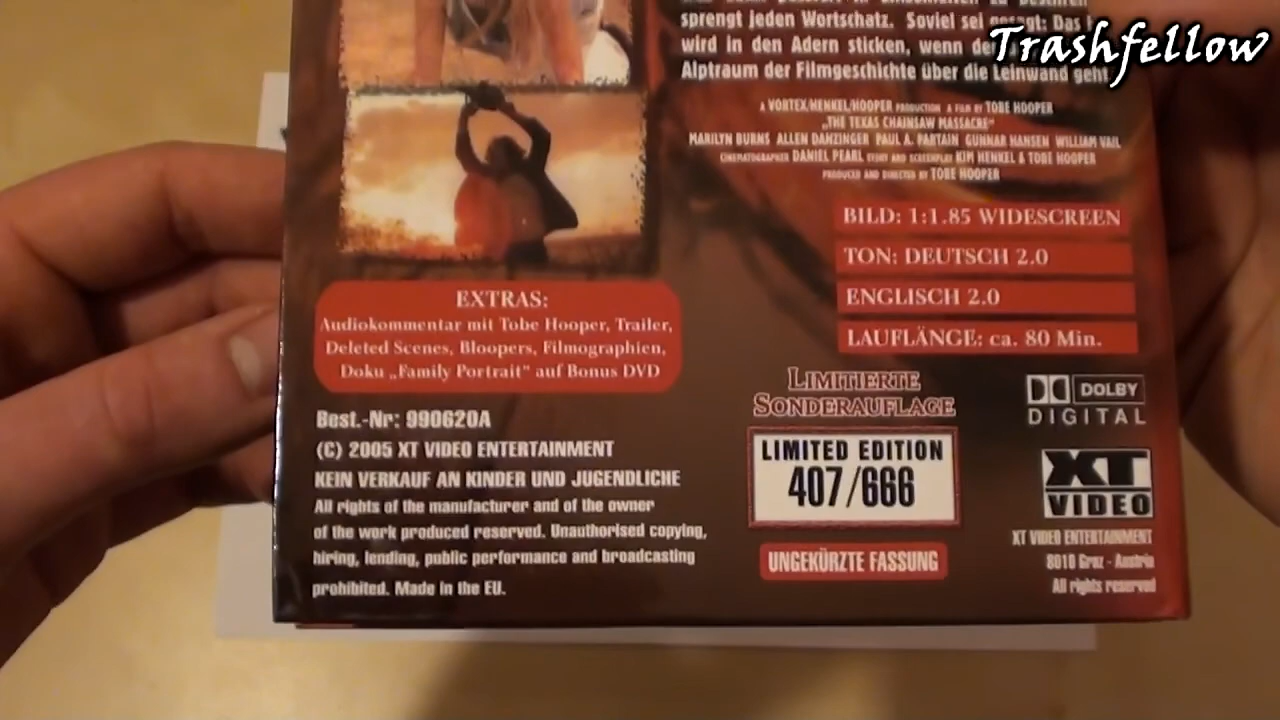 sprengt jeden Wortschatz. Soviel sei gesagt: Das
wird in den Adern sticken, wenn der
Alptraum der Filmgeschichte über die Leinwand geht
Trashfellow
A VORTEX/HENKEL/HOOPER PRODUCTION A FILM BY TOBE HOOPER
„THE TEXAS CHAINSAW MASSACRE“
MARILYN BURNS ALLEN DANZINGER PAUL A. PARTAIN GUNNAR HANSEN WILLIAM VAIL
CINEMATOGRAPHER DANIEL PEARL STORY AND SCREENPLAY KIM HENKEL & TOBE HOOPER
PRODUCED AND DIRECTED BY TOBE HOOPER
BILD: 1:1.85 WIDESCREEN
TON: DEUTSCH 2.0
ENGLISCH 2.0
LAUFLÄNGE: ca. 80 Min.
EXTRAS:
Audiokommentar mit Tobe Hooper, Trailer,
Deleted Scenes, Bloopers, Filmographien,
Doku „Family Portrait“ auf Bonus DVD
Best.-Nr: 990620A
(C) 2005 XT VIDEO ENTERTAINMENT
KEIN VERKAUF AN KINDER UND JUGENDLICHE
All rights of the manufacturer and of the owner
of the work produced reserved. Unauthorised copying,
hiring, lending, public performance and broadcasting
prohibited. Made in the EU.
LIMITIERTE
SONDERAUFLAGE
LIMITED EDITION
407/666
UNGEKÜRZTE FASSUNG
DOLBY
DIGITAL
XT
VIDEO
XT VIDEO ENTERTAINMENT
8010 Graz - Austria
All rights reserved